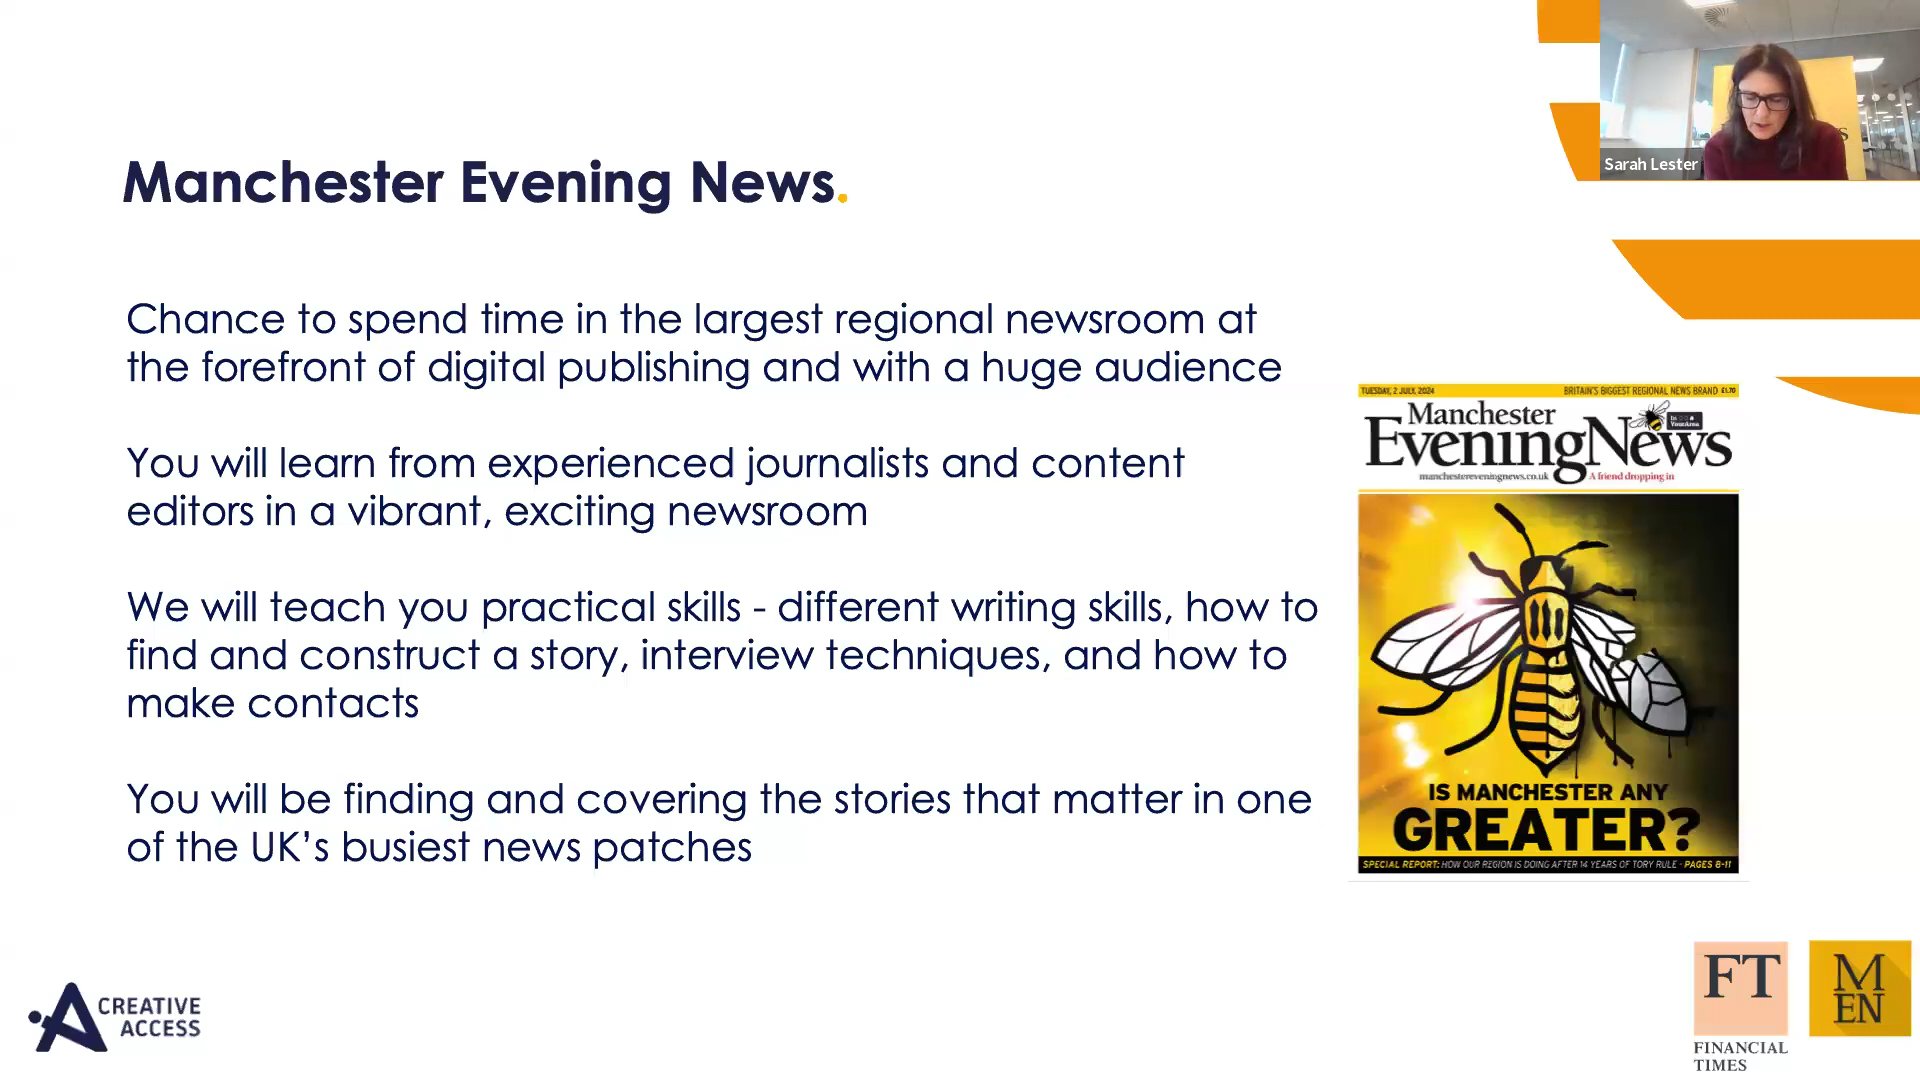 Sarah Lester
Manchester Evening News.
Chance to spend time in the largest regional newsroom at
the forefront of digital publishing and with a huge audience
You will learn from experienced journalists and content
editors in a vibrant, exciting newsroom
We will teach you practical skills - different writing skills, how to
find and construct a story, interview techniques, and how to
make contacts
You will be finding and covering the stories that matter in one
of the UK's busiest news patches
TUESDAY, 2 JULY, 2024 BRITAIN'S BIGGEST REGIONAL NEWS BRAND £1.70
Manchester
EveningNews
manchestereveningnews.co.uk A friend dropping in
IS MANCHESTER ANY
GREATER?
SPECIAL REPORT: HOW OUR REGION IS DOING AFTER 14 YEARS OF TORY RULE - PAGES 8-11
CREATIVE
ACCESS
FT
FINANCIAL
TIMES
M
EN